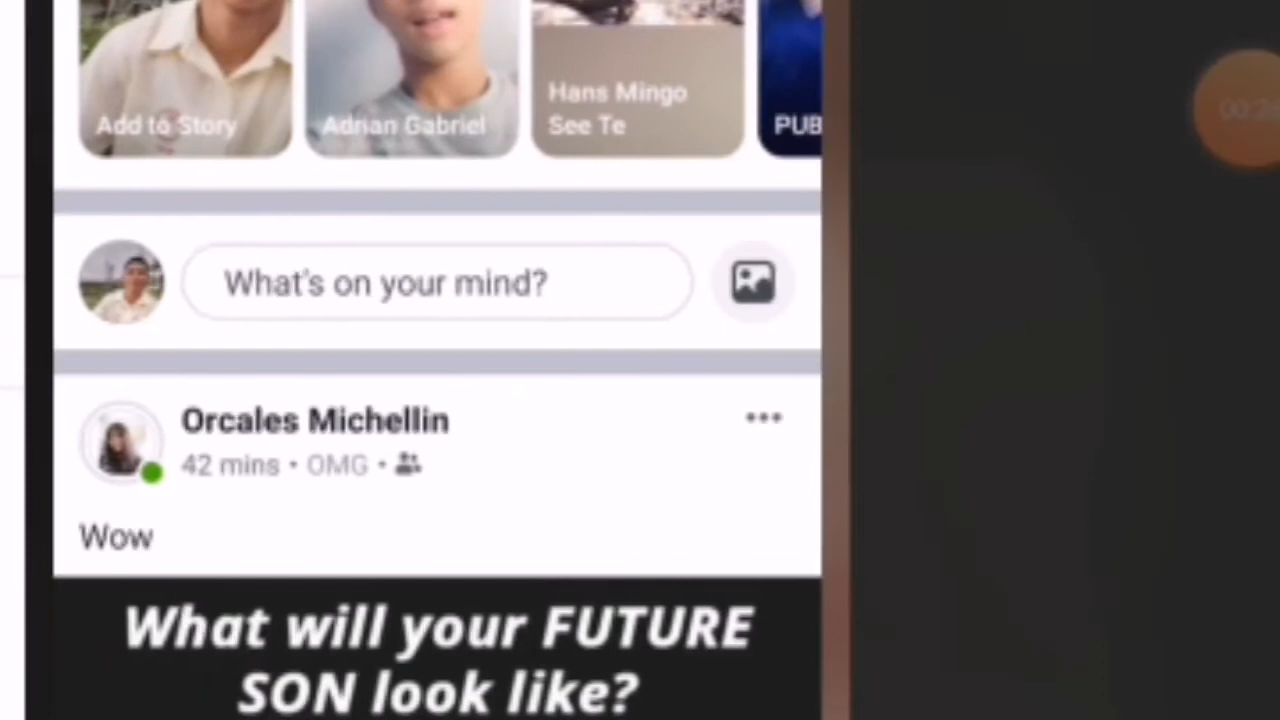 Add to Story
Adrian Gabriel
Hans Mingo
See Te
PUB
What's on your mind?
Orcales Michellin
42 mins • OMG •
Wow
What will your FUTURE
SON look like?